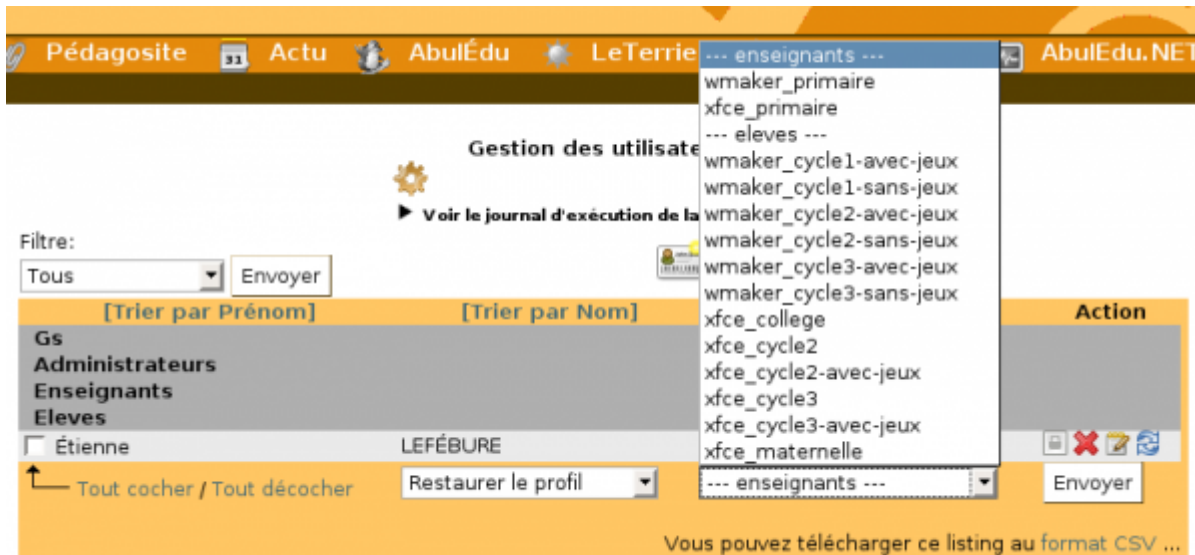 Pédagosite 31 Actu AbulÉdu LeTerrie AbulEdu.NET
--- enseignants ---
wmaker_primaire
xfce_primaire
--- eleves ---
wmaker_cycle1-avec-jeux
wmaker_cycle1-sans-jeux
wmaker_cycle2-avec-jeux
wmaker_cycle2-sans-jeux
wmaker_cycle3-avec-jeux
wmaker_cycle3-sans-jeux
xfce_college
xfce_cycle2
xfce_cycle2-avec-jeux
xfce_cycle3
xfce_cycle3-avec-jeux
xfce_maternelle
Gestion des utilisate
Voir le journal d'exécution de la
Filtre:
Tous Envoyer
[Trier par Prénom] [Trier par Nom] Action
Gs
Administrateurs
Enseignants
Eleves
Étienne LEFÉBURE
Tout cocher / Tout décocher Restaurer le profil --- enseignants --- Envoyer
Vous pouvez télécharger ce listing au format CSV ...